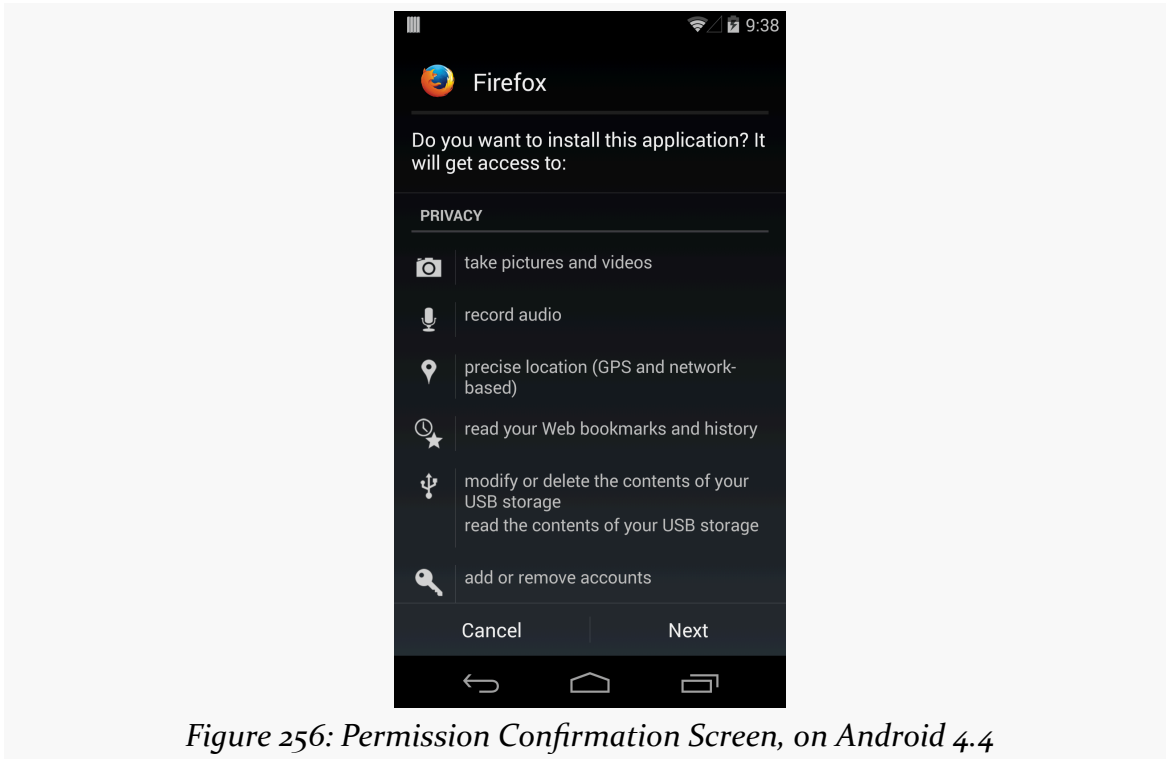 9:38
Firefox
Do you want to install this application? It
will get access to:
PRIVACY
take pictures and videos
record audio
precise location (GPS and network-
based)
read your Web bookmarks and history
modify or delete the contents of your
USB storage
read the contents of your USB storage
add or remove accounts
Cancel Next
Figure 256: Permission Confirmation Screen, on Android 4.4